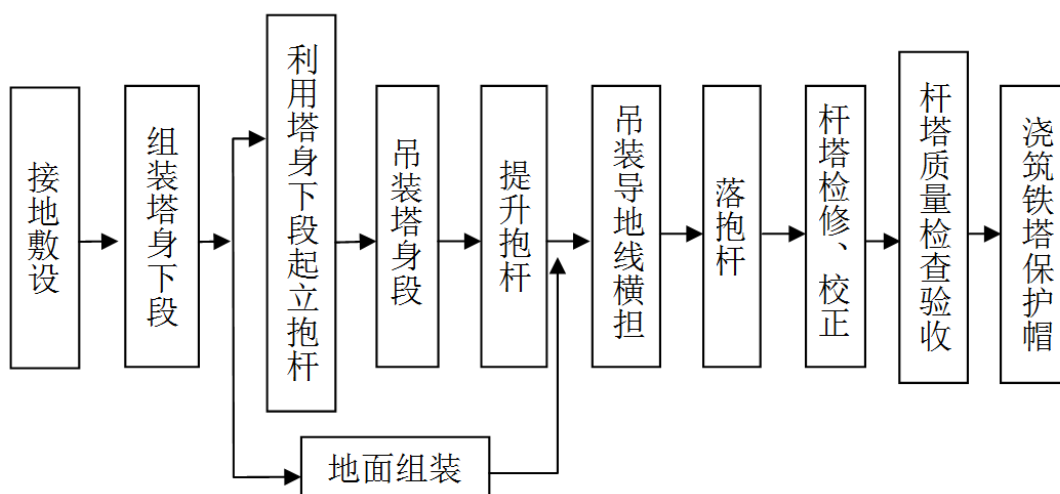 接地敷设
组装塔身下段
利用塔身下段起立抱杆
吊装塔身段
提升抱杆
吊装导地线横担
落抱杆
杆塔检修、校正
杆塔质量检查验收
浇筑铁塔保护帽
地面组装